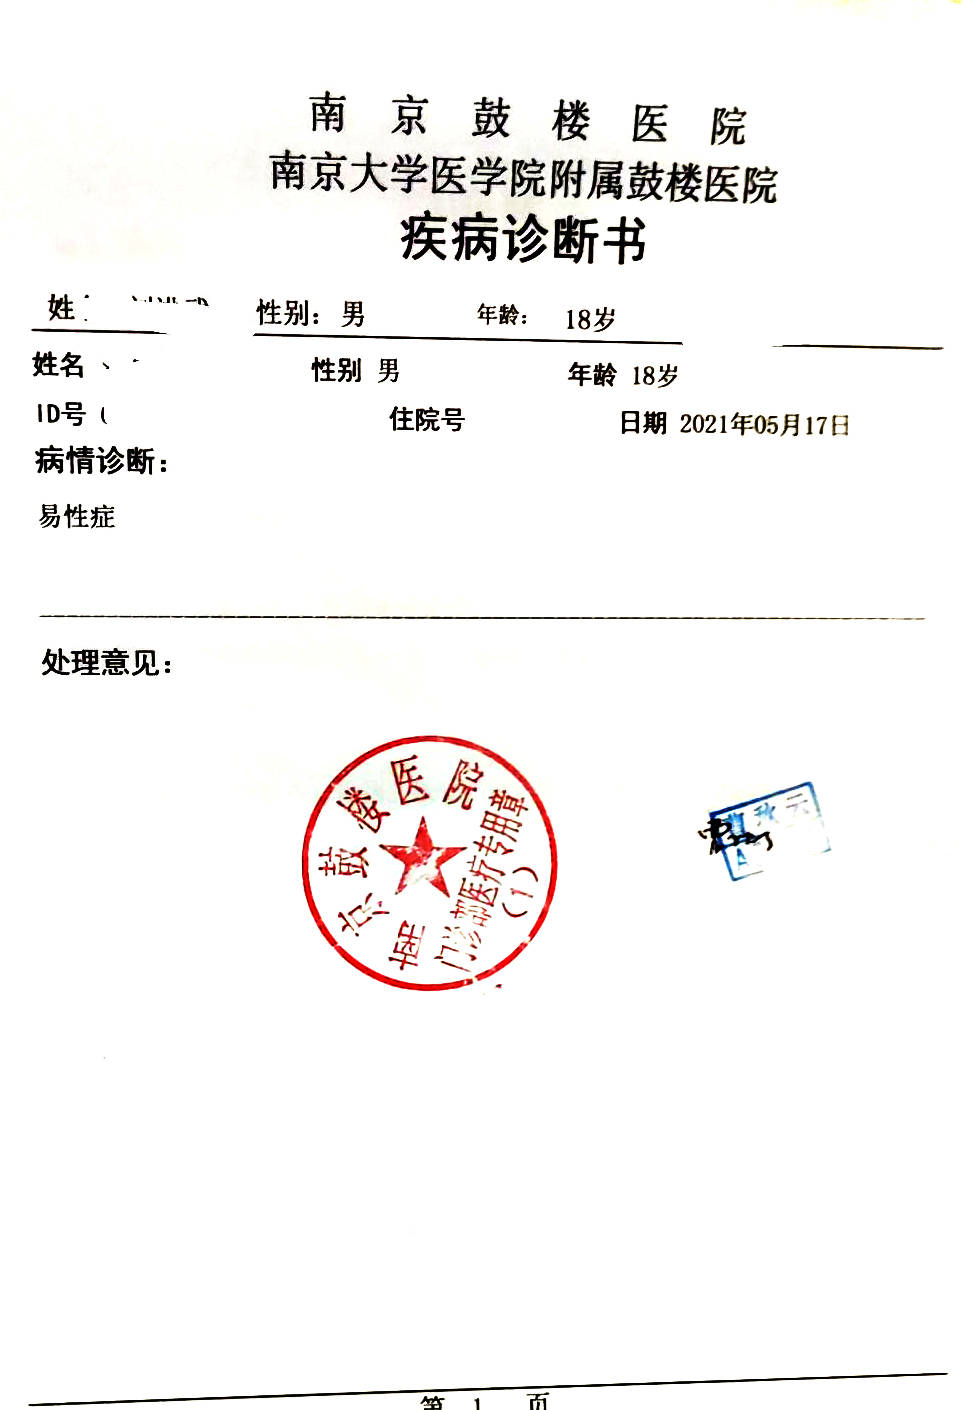 南京鼓楼医院
南京大学医学院附属鼓楼医院
疾病诊断书
姓 性别：男 年龄： 18岁
姓名 性别 男 年龄 18岁
ID号 住院号 日期 2021年05月17日
病情诊断：
易性症
处理意见：
南京鼓楼医院
门诊部医疗专用章
（1）
第 1 页